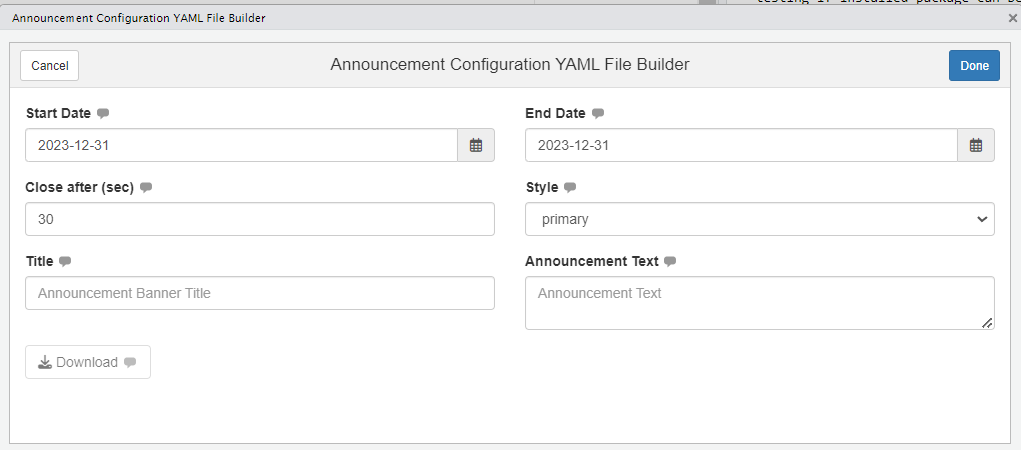 testing if installed package can be
Announcement Configuration YAML File Builder
Cancel
Announcement Configuration YAML File Builder
Done
Start Date
End Date
2023-12-31
2023-12-31
Close after (sec)
Style
30
primary
Title
Announcement Text
Announcement Banner Title
Announcement Text
Download